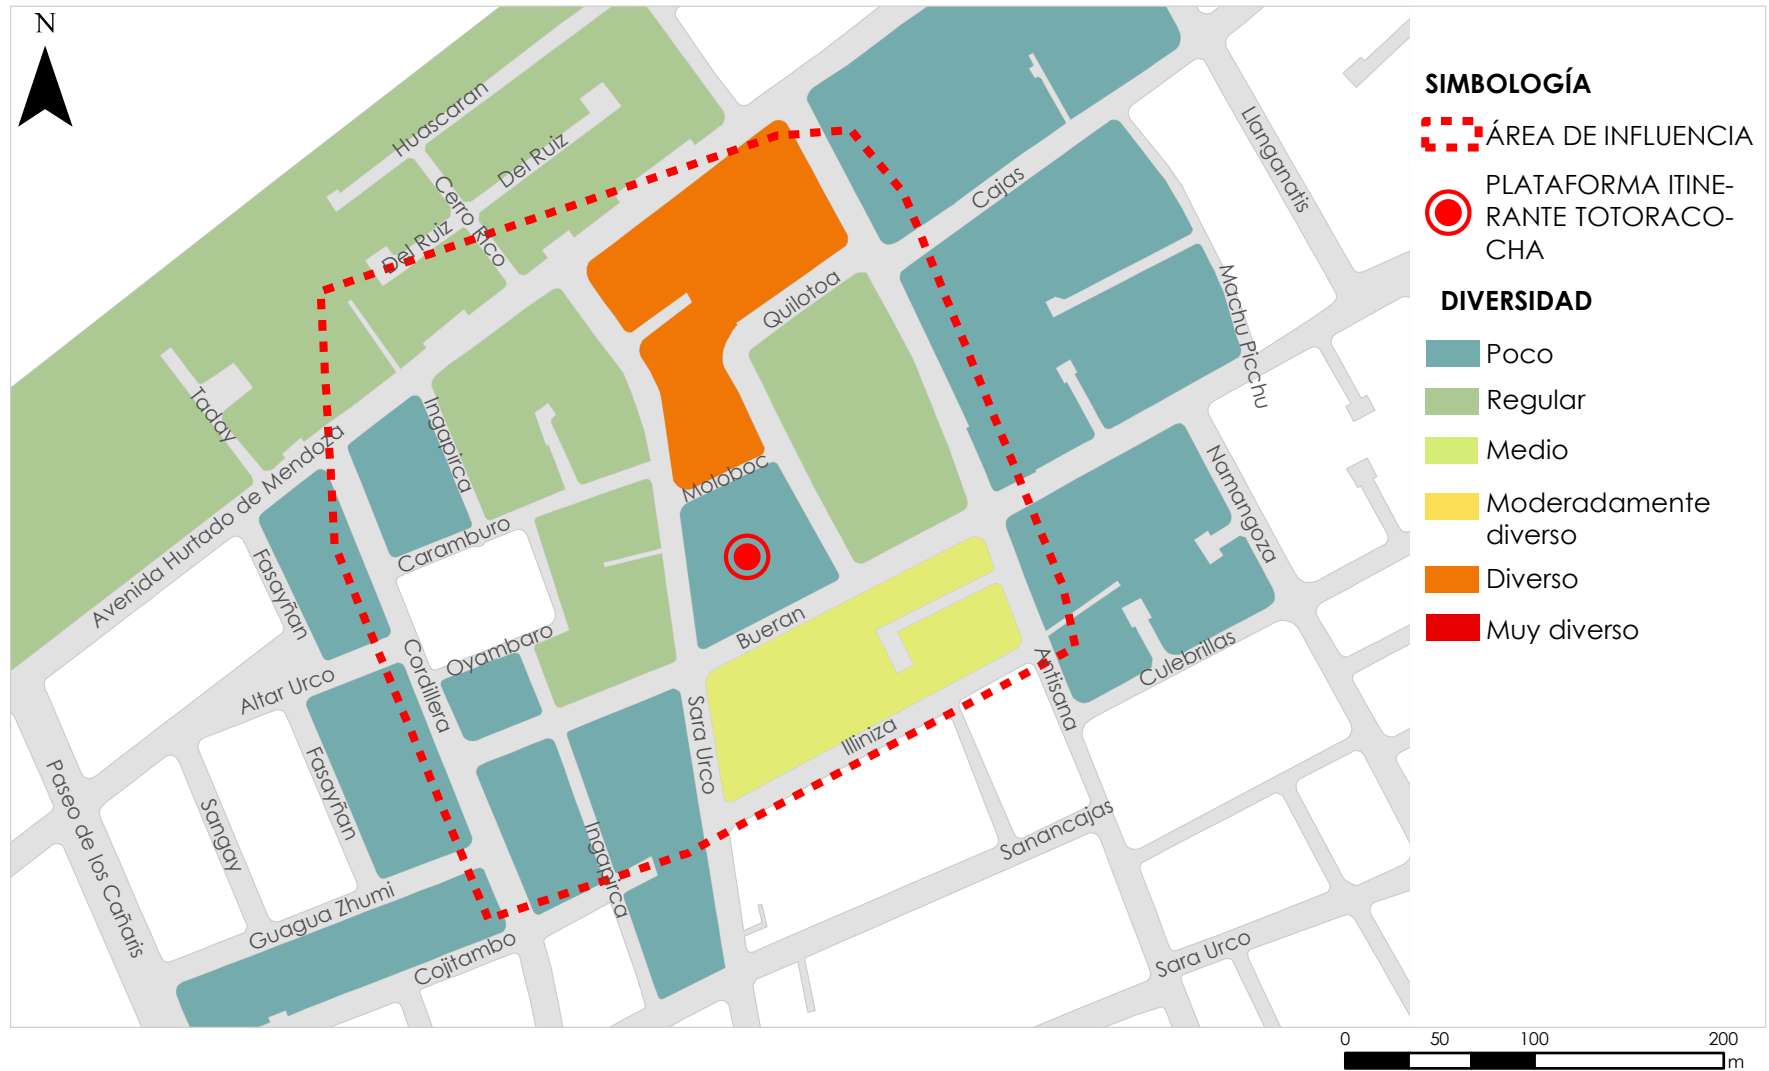 N
Huascaran
Del Ruiz
Cerro Rico
Del Ruiz
Taday
Avenida Hurtado de Mendoza
Ingapirca
Caramburo
Fasayñan
Oyambaro
Altar Urco
Cordillera
Fasayñan
Sangay
Paseo de los Cañaris
Guagua Zhumi
Cojitambo
Ingapirca
Sara Urco
Quilotoa
Moloboc
Bueran
Illiniza
Cajas
Llanganatis
Machu Picchu
Namangoza
Culebrillas
Antisana
Sanancajas
Sara Urco
SIMBOLOGÍA
ÁREA DE INFLUENCIA
PLATAFORMA ITINE-
RANTE TOTORACO-
CHA
DIVERSIDAD
Poco
Regular
Medio
Moderadamente
diverso
Diverso
Muy diverso
0 50 100 200
m